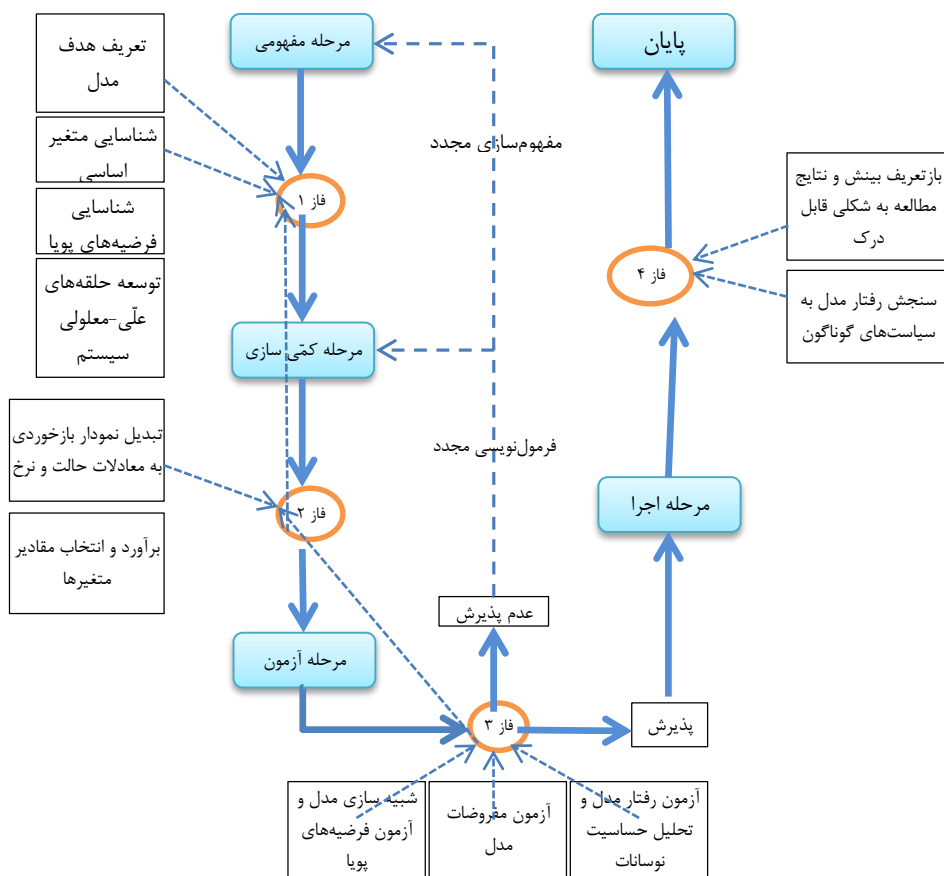 مرحله مفهومی
پایان
تعریف هدف
مدل
شناسایی متغیر
اساسی
شناسایی
فرضیه‌های پویا
توسعه حلقه‌های
علّی-معلولی
سیستم
فاز ۱
مفهوم‌سازی مجدد
بازتعریف بینش و نتایج
مطالعه به شکلی قابل
درک
فاز ۴
سنجش رفتار مدل به
سیاست‌های گوناگون
مرحله کمّی سازی
فرمول‌نویسی مجدد
تبدیل نمودار بازخوردی
به معادلات حالت و نرخ
فاز ۲
مرحله اجرا
برآورد و انتخاب مقادیر
متغیرها
عدم پذیرش
مرحله آزمون
فاز ۳
پذیرش
آزمون رفتار مدل و
تحلیل حساسیت
نوسانات
آزمون مفروضات
مدل
شبیه سازی مدل و
آزمون فرضیه‌های
پویا